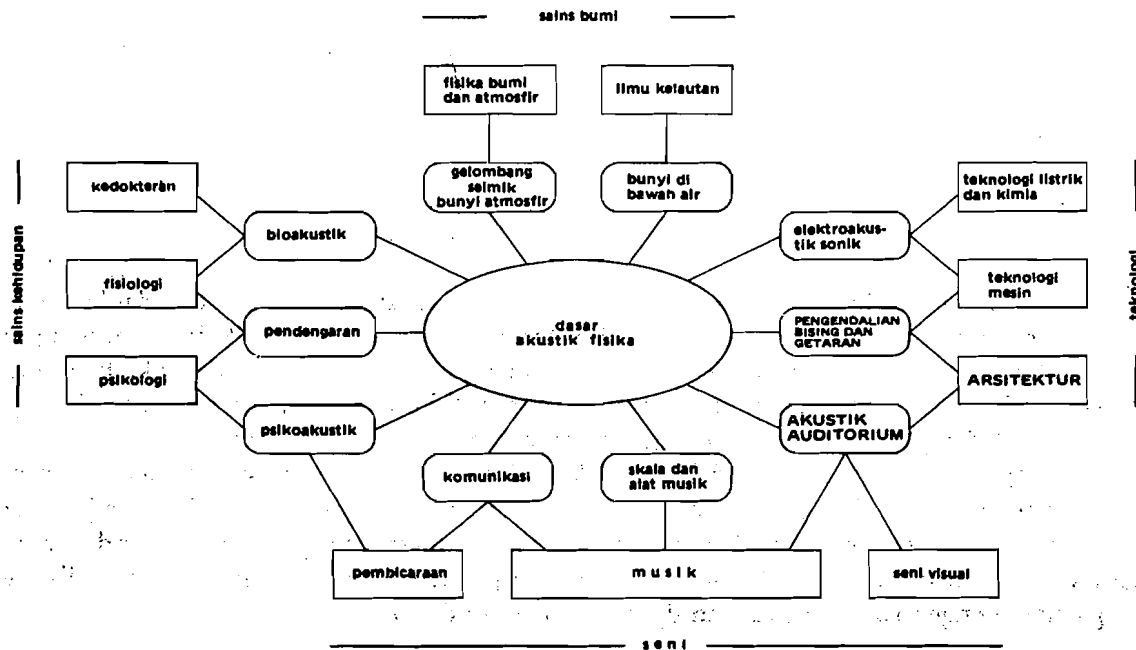 sains bumi
fisika bumi
dan atmosfir
ilmu kelautan
gelombang
seimik
bunyi atmosfir
bunyi di
bawah air
kedokteran
bioakustik
fisiologi
pendengaran
psikologi
psikoakustik
sains kehidupan
dasar
akustik fisika
elektroakus-
tik sonik
teknologi listrik
dan kimia
teknologi
mesin
PENGENDALIAN
BISING DAN
GETARAN
ARSITEKTUR
AKUSTIK
AUDITORIUM
teknologi
komunikasi
skala dan
alat musik
pembicaraan
musik
seni visual
seni